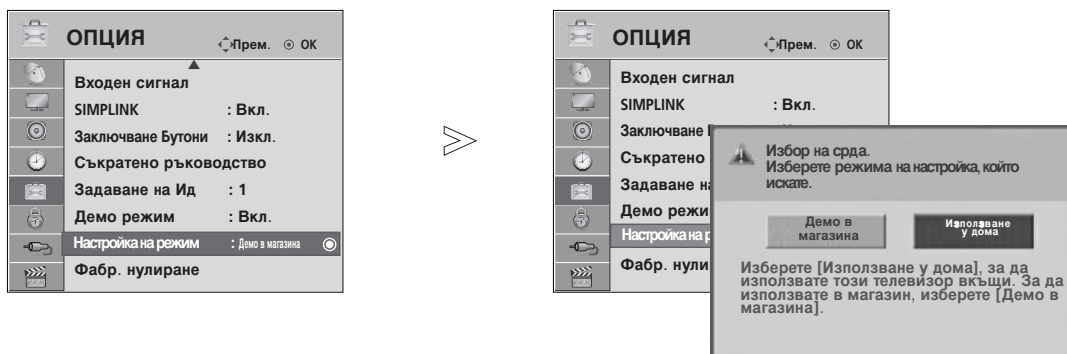 ОПЦИЯ
Прем. OK
Входен сигнал
SIMPLINK : Вкл.
Заключване Бутони : Изкл.
Съкратено ръководство
Задаване на Ид : 1
Демо режим : Вкл.
Настройка на режим : Демо в магазина
Фабр. нулиране
ОПЦИЯ
Прем. OK
Входен сигнал
SIMPLINK : Вкл.
Заключване
Съкратено
Задаване на
Демо режи
Настройка на р
Фабр. нули
Избор на срда.
Изберете режима на настройка, който
искате.
Демо в
магазина
Използване
у дома
Изберете [Използване у дома], за да
използвате този телевизор вкъщи. За да
използвате в магазин, изберете [Демо в
магазина].